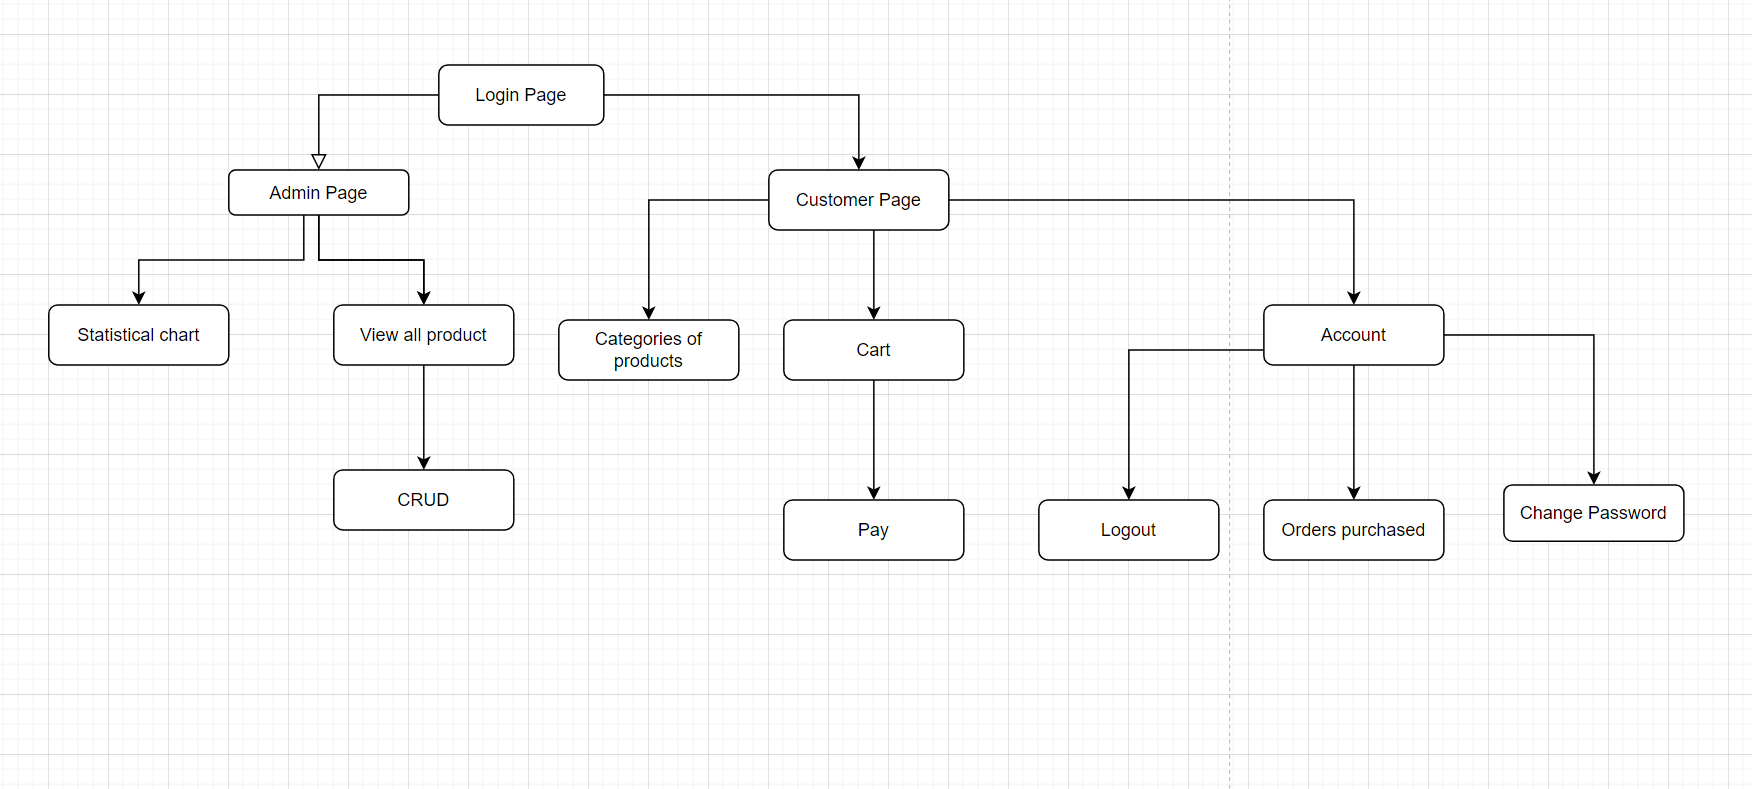 Login Page
Admin Page
Customer Page
Statistical chart
View all product
Categories of
products
Cart
Account
CRUD
Pay
Logout
Orders purchased
Change Password